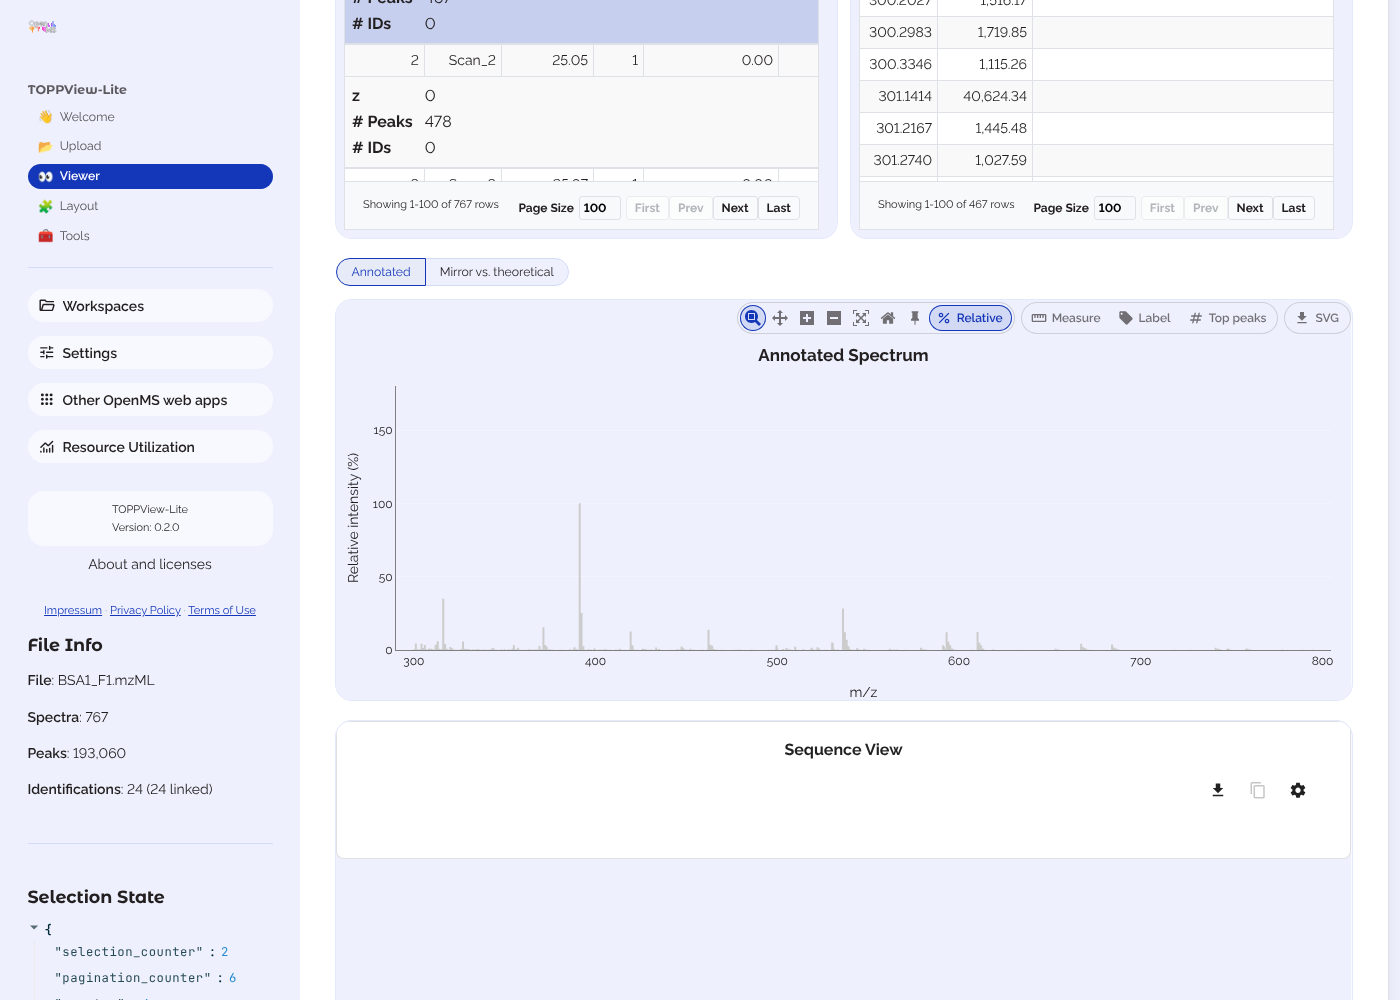 TOPPView-Lite
👋 Welcome
📂 Upload
👀 Viewer
🧩 Layout
🧰 Tools
Workspaces
Settings
Other OpenMS web apps
Resource Utilization
TOPPView-Lite
Version: 0.2.0
About and licenses
Impressum · Privacy Policy · Terms of Use
File Info
File: BSA1_F1.mzML
Spectra: 767
Peaks: 193,060
Identifications: 24 (24 linked)
Selection State
{
"selection_counter" : 2
"pagination_counter" : 6
# Peaks 467
# IDs 0
2 Scan_2 25.05 1 0.00
z 0
# Peaks 478
# IDs 0
Showing 1-100 of 767 rows Page Size 100 First Prev Next Last
300.2027 1,516.17
300.2983 1,719.85
300.3346 1,115.26
301.1414 40,624.34
301.2167 1,445.48
301.2740 1,027.59
Showing 1-100 of 467 rows Page Size 100 First Prev Next Last
Annotated Mirror vs. theoretical
% Relative Measure Label # Top peaks SVG
Annotated Spectrum
Relative intensity (%)
150
100
50
0
300 400 500 600 700 800
m/z
Sequence View